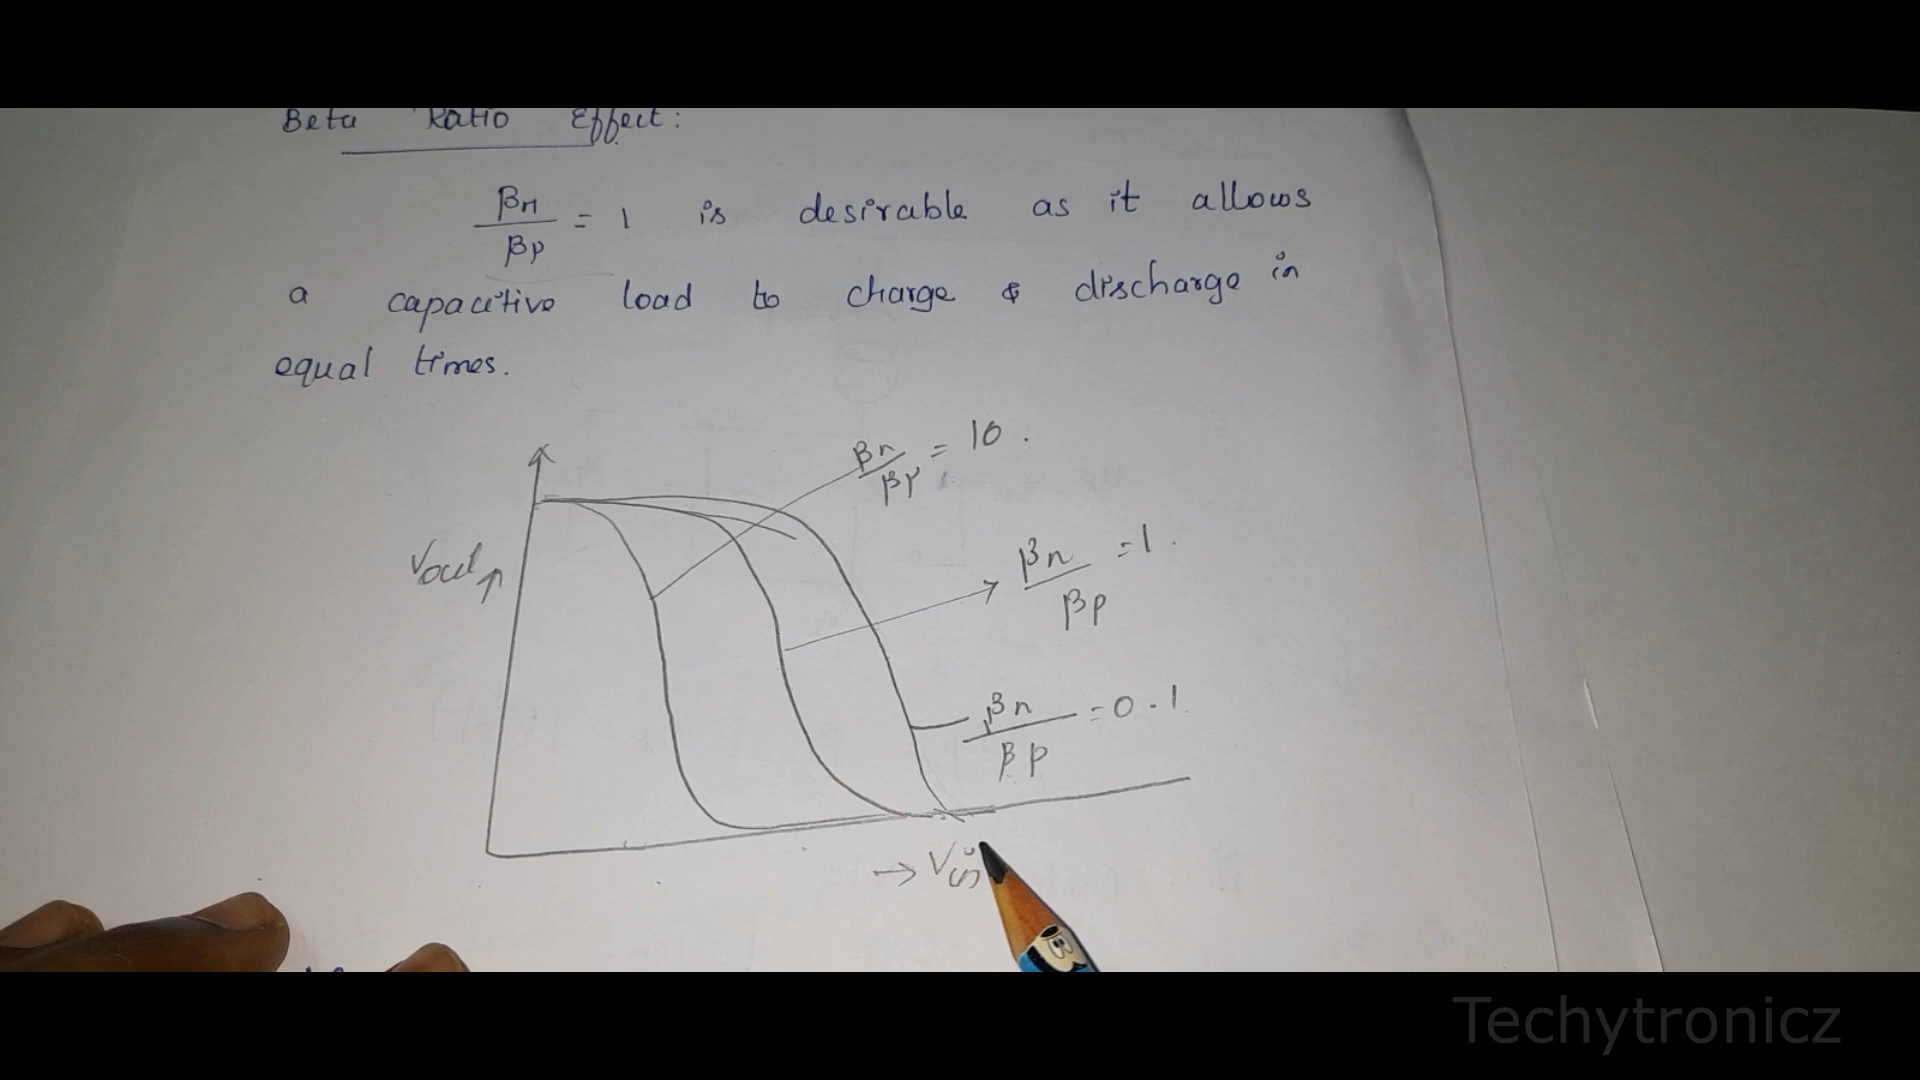 Beta Ratio Effect:
βn/βp = 1 is desirable as it allows
a capacitive load to charge & discharge in
equal times.
βn/βp = 10.
Vout ↑
βn/βp = 1.
βn/βp = 0.1
→ Vin
Techytronicz